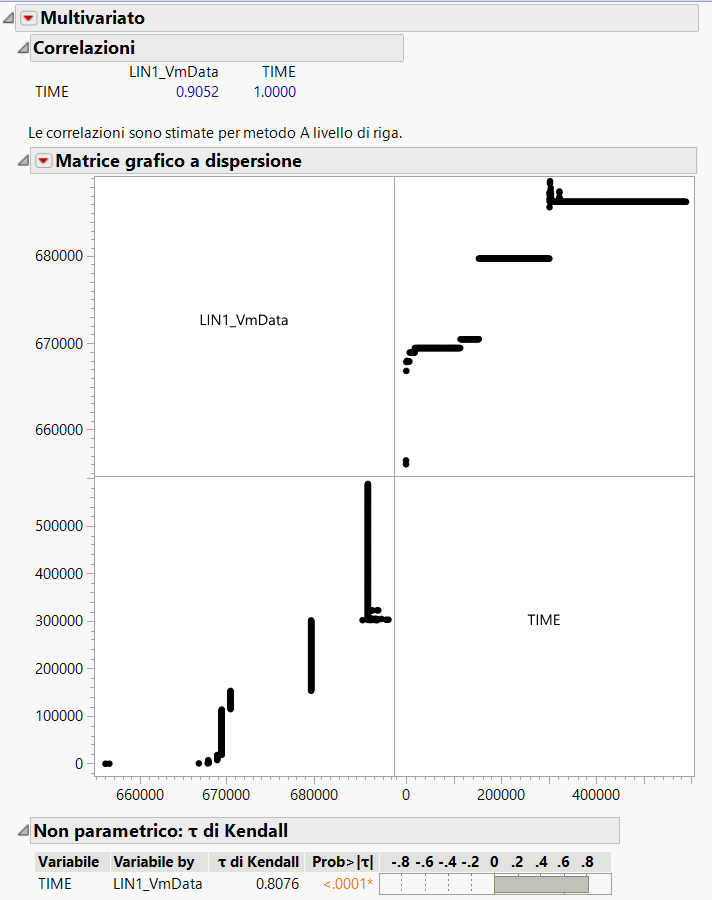 Multivariato
Correlazioni
LIN1_VmData TIME
TIME 0.9052 1.0000
Le correlazioni sono stimate per metodo A livello di riga.
Matrice grafico a dispersione
680000
670000
660000
LIN1_VmData
500000
400000
300000
200000
100000
0
TIME
660000 670000 680000 0 200000 400000
Non parametrico: τ di Kendall
Variabile Variabile by τ di Kendall Prob>|τ| -.8 -.6 -.4 -.2 0 .2 .4 .6 .8
TIME LIN1_VmData 0.8076 <.0001*